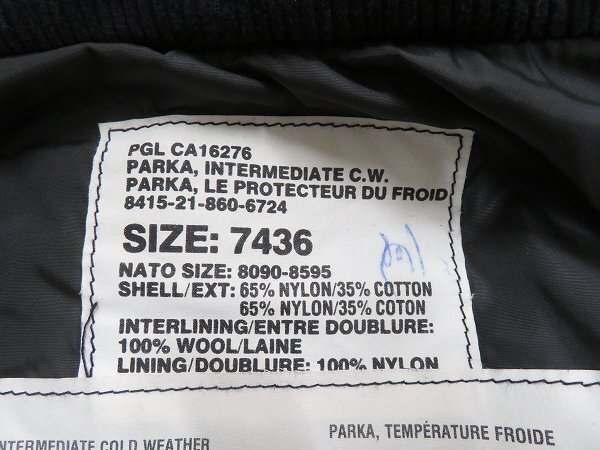 PGL CA16276
PARKA, INTERMEDIATE C.W.
PARKA, LE PROTECTEUR DU FROID
8415-21-860-6724
SIZE: 7436
NATO SIZE: 8090-8595
SHELL/EXT: 65% NYLON/35% COTTON
65% NYLON/35% COTON
INTERLINING/ENTRE DOUBLURE:
100% WOOL/LAINE
LINING/DOUBLURE: 100% NYLON
INTERMEDIATE COLD WEATHER
PARKA, TEMPÉRATURE FROIDE